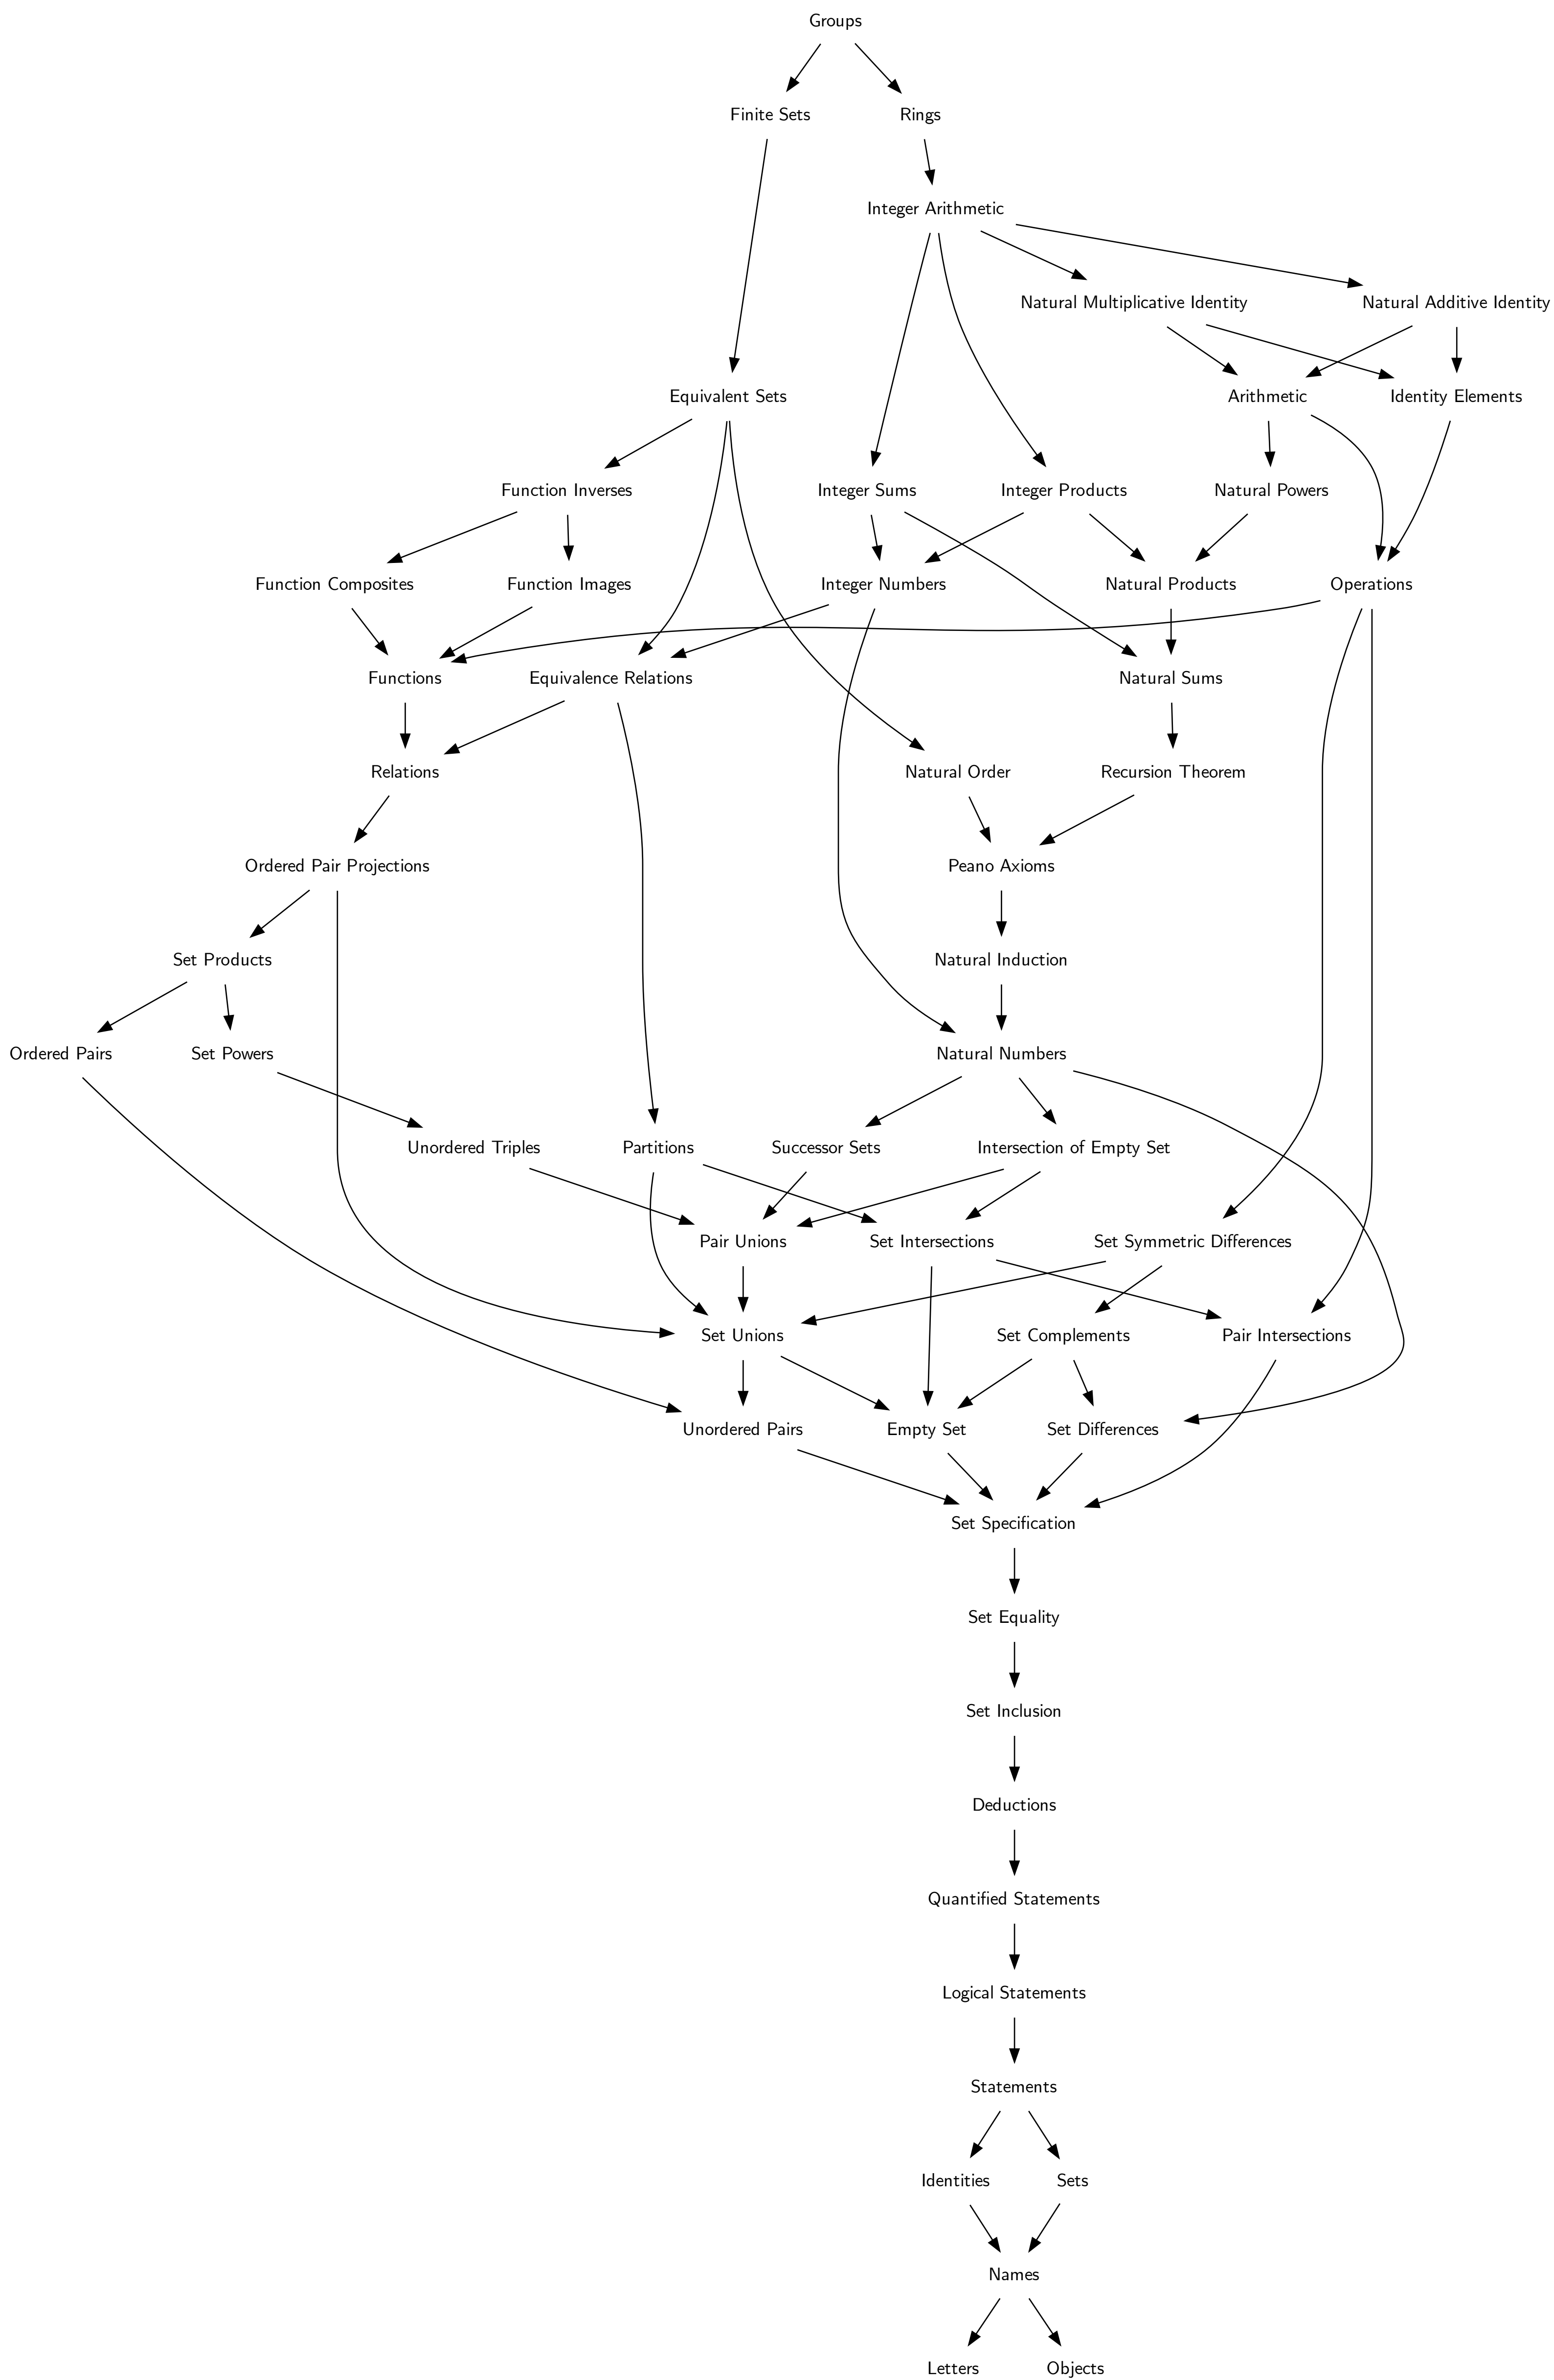 Groups
Finite Sets
Rings
Integer Arithmetic
Natural Multiplicative Identity
Natural Additive Identity
Equivalent Sets
Arithmetic
Identity Elements
Function Inverses
Integer Sums
Integer Products
Natural Powers
Function Composites
Function Images
Integer Numbers
Natural Products
Operations
Functions
Equivalence Relations
Natural Sums
Relations
Natural Order
Recursion Theorem
Ordered Pair Projections
Peano Axioms
Set Products
Natural Induction
Ordered Pairs
Set Powers
Natural Numbers
Unordered Triples
Partitions
Successor Sets
Intersection of Empty Set
Pair Unions
Set Intersections
Set Symmetric Differences
Set Unions
Set Complements
Pair Intersections
Unordered Pairs
Empty Set
Set Differences
Set Specification
Set Equality
Set Inclusion
Deductions
Quantified Statements
Logical Statements
Statements
Identities
Sets
Names
Letters
Objects